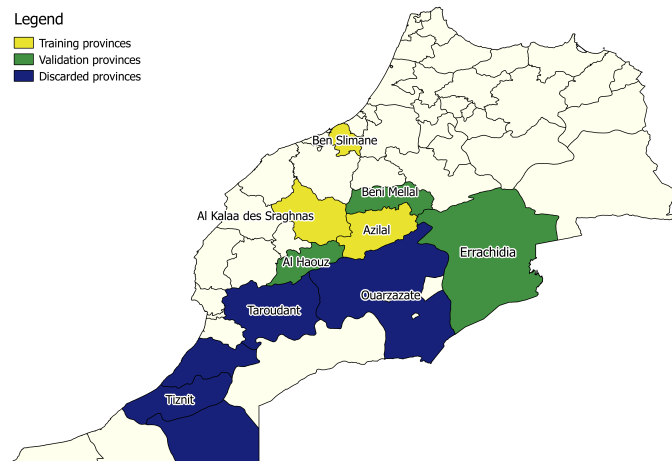 Legend
Training provinces
Validation provinces
Discarded provinces
Ben Slimane
Beni Mellal
Al Kalaa des Sraghnas
Azilal
Errachidia
Al Haouz
Ouarzazate
Taroudant
Tiznit